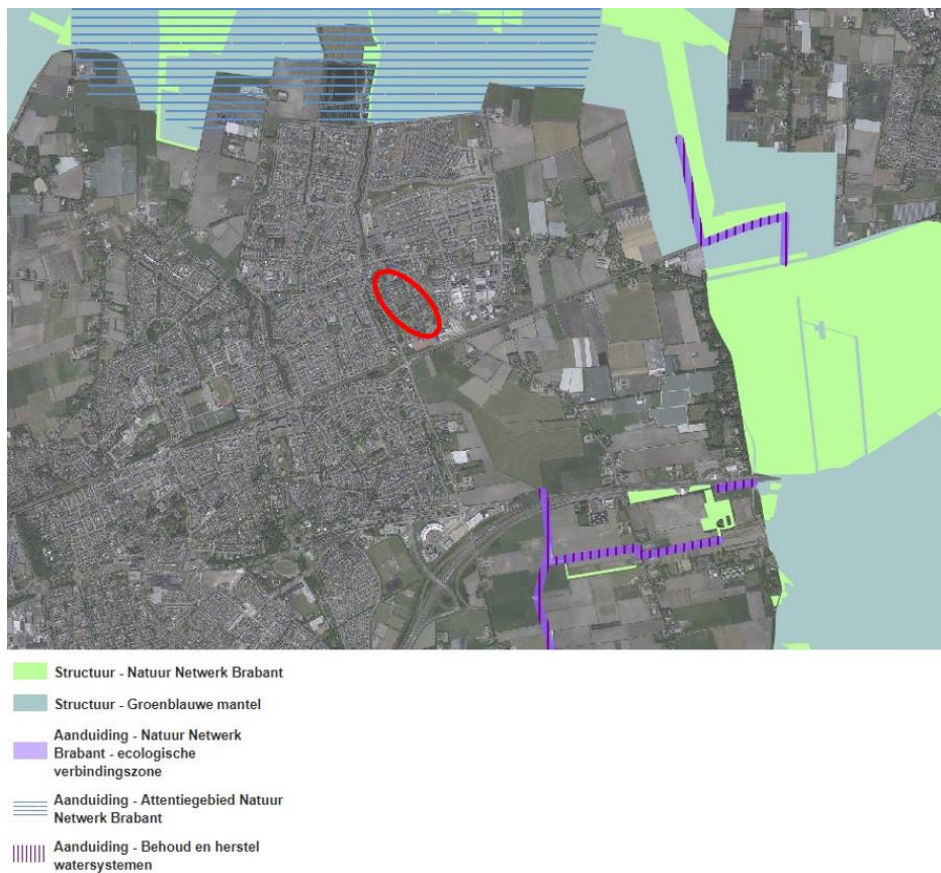 Structuur - Natuur Netwerk Brabant
Structuur - Groenblauwe mantel
Aanduiding - Natuur Netwerk
Brabant - ecologische
verbindingszone
Aanduiding - Attentiegebied Natuur
Netwerk Brabant
Aanduiding - Behoud en herstel
watersystemen